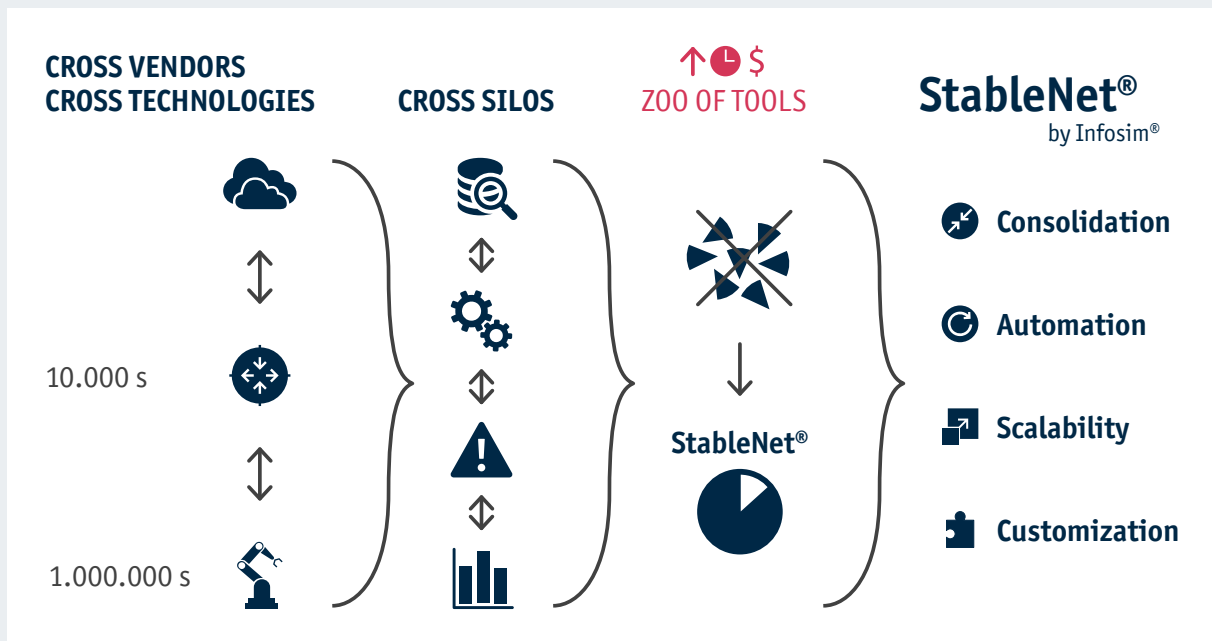 CROSS VENDORS
CROSS TECHNOLOGIES
10.000 s
1.000.000 s
CROSS SILOS
$
ZOO OF TOOLS
StableNet®
StableNet®
by Infosim®
Consolidation
Automation
Scalability
Customization